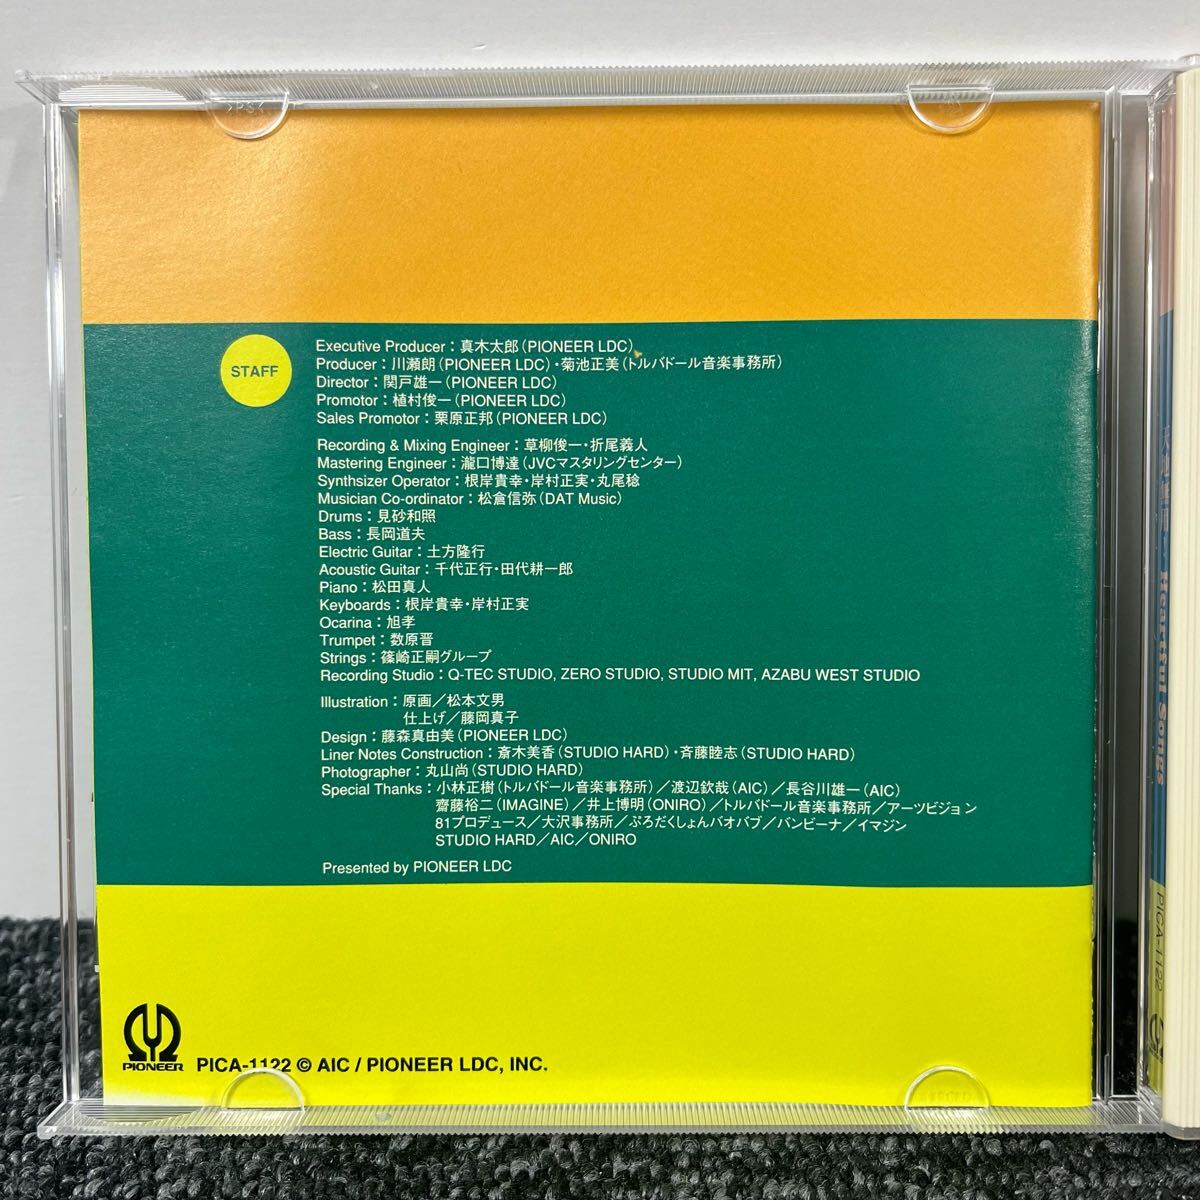 STAFF
Executive Producer：真木太郎（PIONEER LDC）
Producer：川瀬朗（PIONEER LDC）・菊池正美（トルバドール音楽事務所）
Director：関戸雄一（PIONEER LDC）
Promotor：植村俊一（PIONEER LDC）
Sales Promotor：栗原正邦（PIONEER LDC）
Recording & Mixing Engineer：草柳俊一・折尾義人
Mastering Engineer：瀧口博達（JVCマスタリングセンター）
Synthsizer Operator：根岸貴幸・岸村正実・丸尾稔
Musician Co-ordinator：松倉信弥（DAT Music）
Drums：見砂和照
Bass：長岡道夫
Electric Guitar：土方隆行
Acoustic Guitar：千代正行・田代耕一郎
Piano：松田真人
Keyboards：根岸貴幸・岸村正実
Ocarina：旭孝
Trumpet：数原晋
Strings：篠崎正嗣グループ
Recording Studio：Q-TEC STUDIO, ZERO STUDIO, STUDIO MIT, AZABU WEST STUDIO
Illustration：原画／松本文男
仕上げ／藤岡真子
Design：藤森真由美（PIONEER LDC）
Liner Notes Construction：斎木美香（STUDIO HARD）・斉藤睦志（STUDIO HARD）
Photographer：丸山尚（STUDIO HARD）
Special Thanks：小林正樹（トルバドール音楽事務所）／渡辺欽哉（AIC）／長谷川雄一（AIC）
齋藤裕二（IMAGINE）／井上博明（ONIRO）／トルバドール音楽事務所／アーツビジョン
81プロデュース／大沢事務所／ぷろだくしょんバオバブ／バンビーナ／イマジン
STUDIO HARD／AIC／ONIRO
Presented by PIONEER LDC
PIONEER
PICA-1122 © AIC / PIONEER LDC, INC.
Heartful Songs
PICA-1122